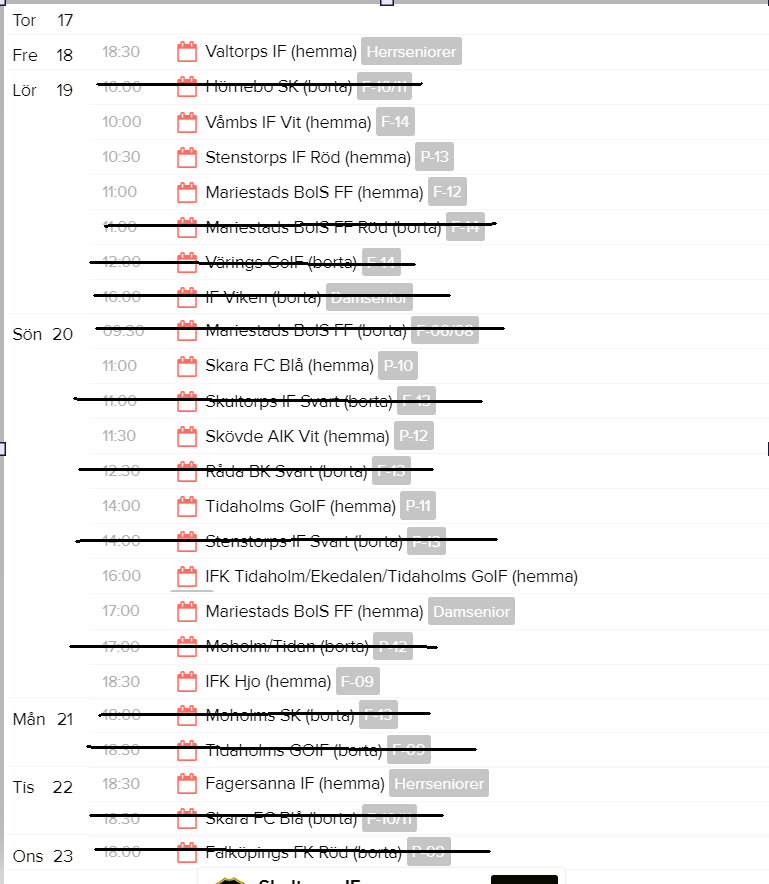 Tor 17
Fre 18 18:30 Valtorps IF (hemma) Herrseniorer
Lör 19 10:00 Hörnebo SK (borta) F-10/11
10:00 Våmbs IF Vit (hemma) F-14
10:30 Stenstorps IF Röd (hemma) P-13
11:00 Mariestads BoIS FF (hemma) F-12
11:00 Mariestads BoIS FF Röd (borta) F-14
12:00 Värings GoIF (borta) F-14
16:00 IF Viken (borta) Damsenior
Sön 20 09:30 Mariestads BoIS FF (borta) F-08/08
11:00 Skara FC Blå (hemma) P-10
11:00 Skultorps IF Svart (borta) F-13
11:30 Skövde AIK Vit (hemma) P-12
12:30 Råda BK Svart (borta) F-13
14:00 Tidaholms GoIF (hemma) P-11
14:00 Stenstorps IF Svart (borta) P-13
16:00 IFK Tidaholm/Ekedalen/Tidaholms GoIF (hemma)
17:00 Mariestads BoIS FF (hemma) Damsenior
17:00 Moholm/Tidan (borta) P-12
18:30 IFK Hjo (hemma) F-09
Mån 21 18:00 Moholms SK (borta) F-13
18:30 Tidaholms GOIF (borta) F-09
Tis 22 18:30 Fagersanna IF (hemma) Herrseniorer
18:30 Skara FC Blå (borta) F-10/11
Ons 23 18:00 Falköpings FK Röd (borta) P-09